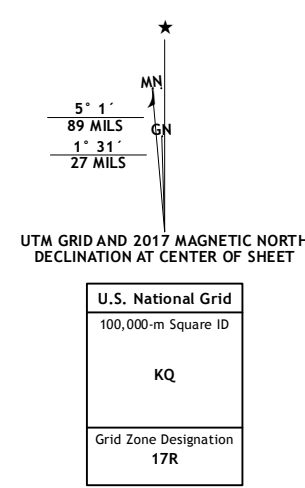 ★
MN.
5° 1´
89 MILS
GN
1° 31´
27 MILS
UTM GRID AND 2017 MAGNETIC NORTH
DECLINATION AT CENTER OF SHEET
U.S. National Grid
100,000-m Square ID
KQ
Grid Zone Designation
17R